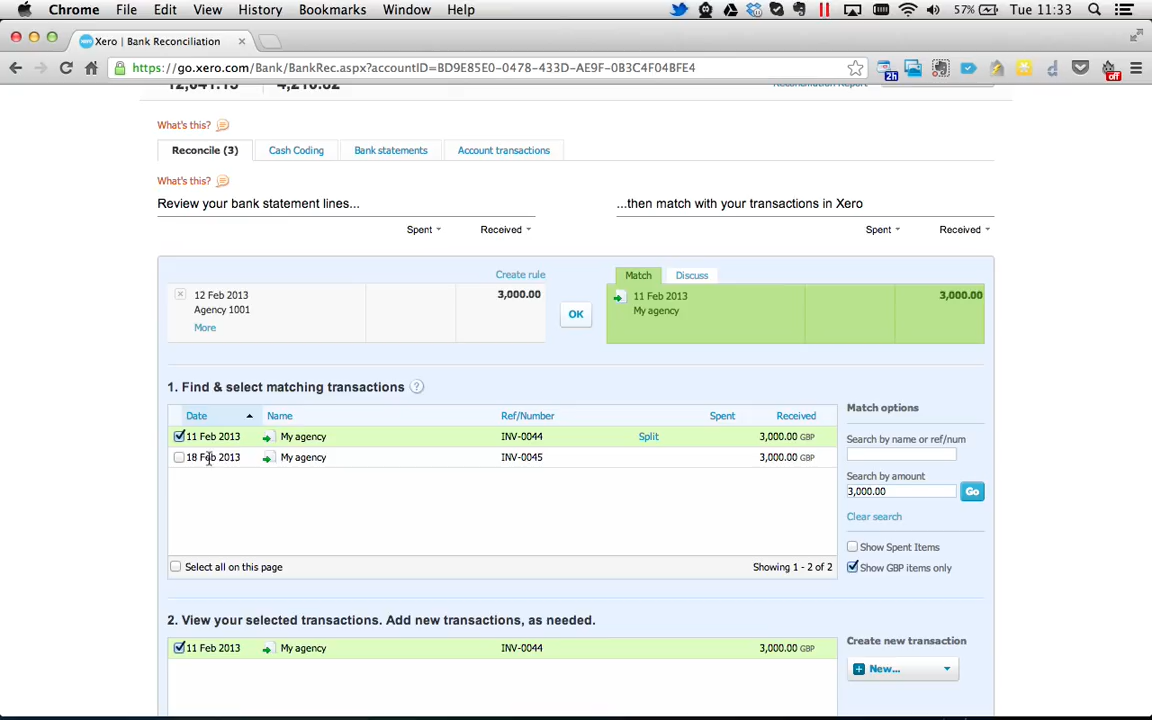 Chrome File Edit View History Bookmarks Window Help 57% Tue 11:33
Xero | Bank Reconciliation
https://go.xero.com/Bank/BankRec.aspx?accountID=BD9E85E0-0478-433D-AE9F-0B3C4F04BFE4 2h off
Reconciliation Report
What's this?
Reconcile (3) Cash Coding Bank statements Account transactions
What's this?
Review your bank statement lines... ...then match with your transactions in Xero
Spent Received Spent Received
Create rule Match Discuss
12 Feb 2013 3,000.00 11 Feb 2013 3,000.00
Agency 1001 OK My agency
More
1. Find & select matching transactions ?
Date Name Ref/Number Spent Received Match options
11 Feb 2013 My agency INV-0044 Split 3,000.00 GBP Search by name or ref/num
18 Feb 2013 My agency INV-0045 3,000.00 GBP
Search by amount
3,000.00 Go
Clear search
Show Spent Items
Select all on this page Showing 1 - 2 of 2 Show GBP items only
2. View your selected transactions. Add new transactions, as needed.
11 Feb 2013 My agency INV-0044 3,000.00 GBP Create new transaction
New...